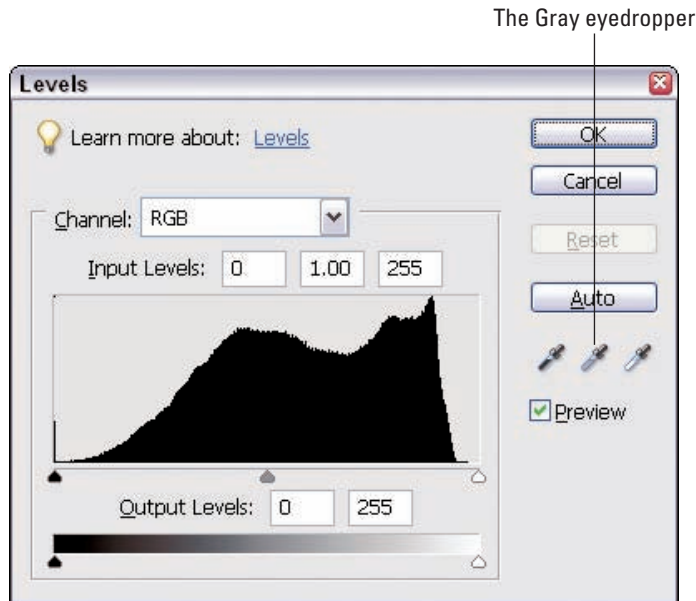 The Gray eyedropper
Levels
Learn more about: Levels
OK
Cancel
Channel: RGB
Reset
Input Levels: 0 1.00 255
Auto
Preview
Output Levels: 0 255